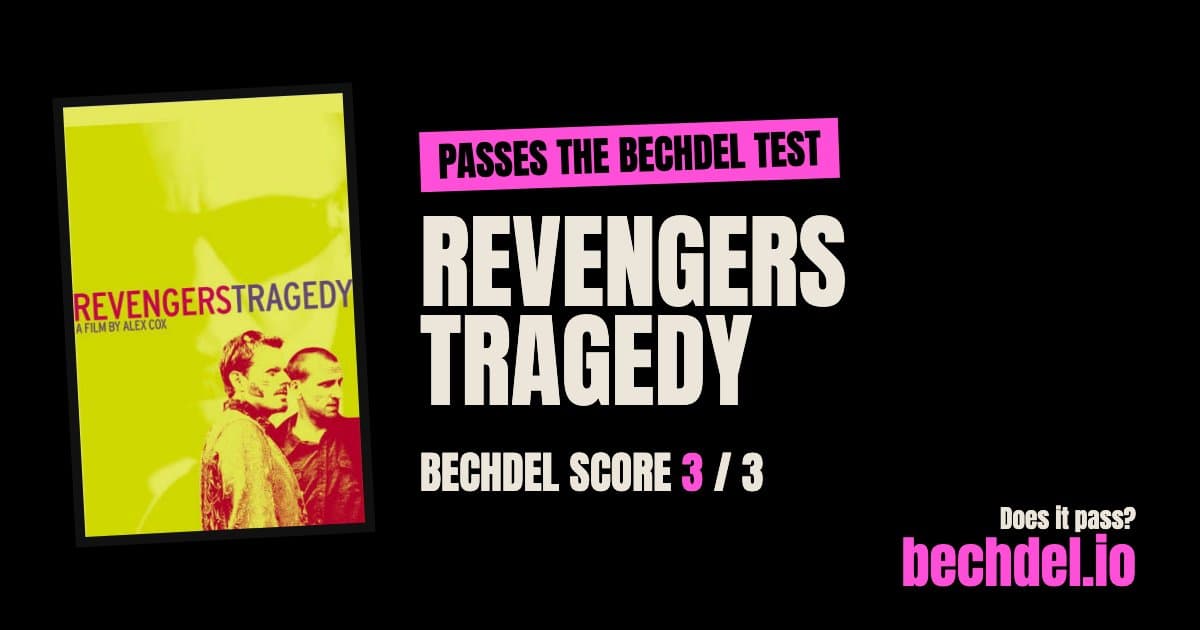 REVENGERSTRAGEDY
A FILM BY ALEX COX
PASSES THE BECHDEL TEST
REVENGERS
TRAGEDY
BECHDEL SCORE 3 / 3
Does it pass?
bechdel.io